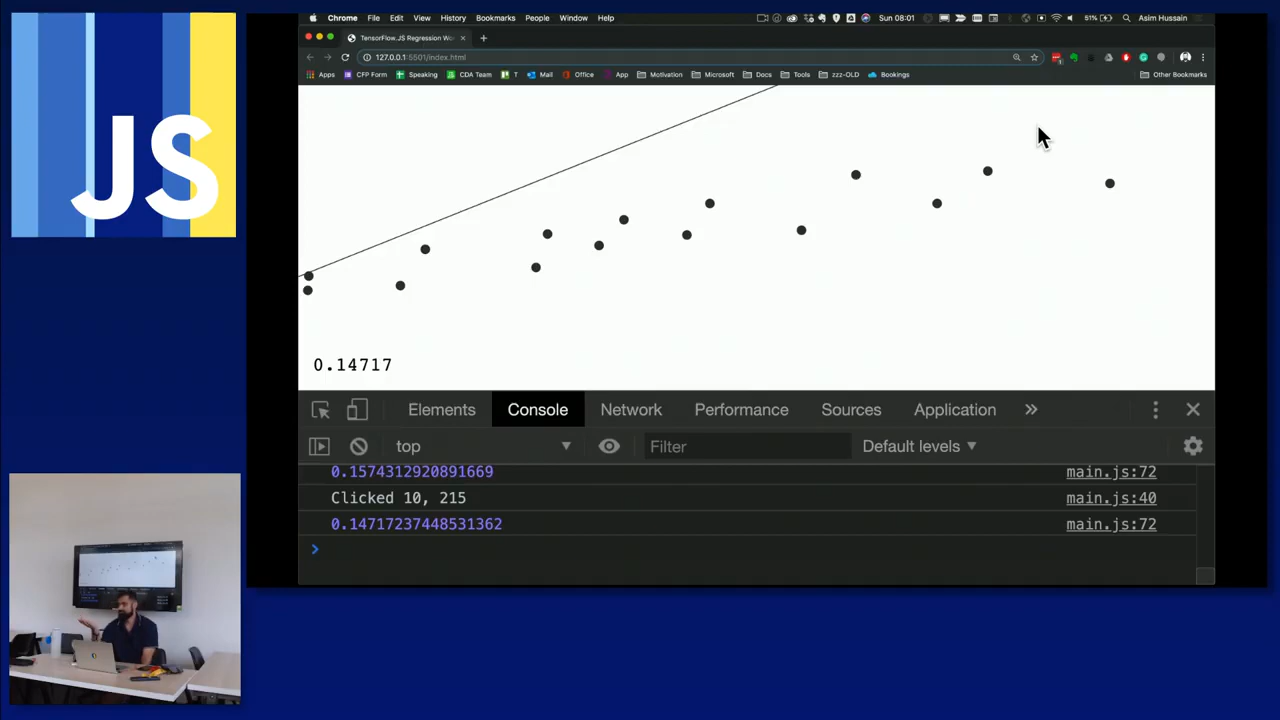 JS
Chrome File Edit View History Bookmarks People Window Help Sun 08:01 51% Asim Hussain
TensorFlow.JS Regression Wo
127.0.0.1:5501/index.html
Apps CFP Form Speaking CDA Team T Mail Office App Motivation Microsoft Docs Tools zzz-OLD Bookings Other Bookmarks
0.14717
Elements Console Network Performance Sources Application
top Filter Default levels
0.1574312920891669 main.js:72
Clicked 10, 215 main.js:40
0.14717237448531362 main.js:72